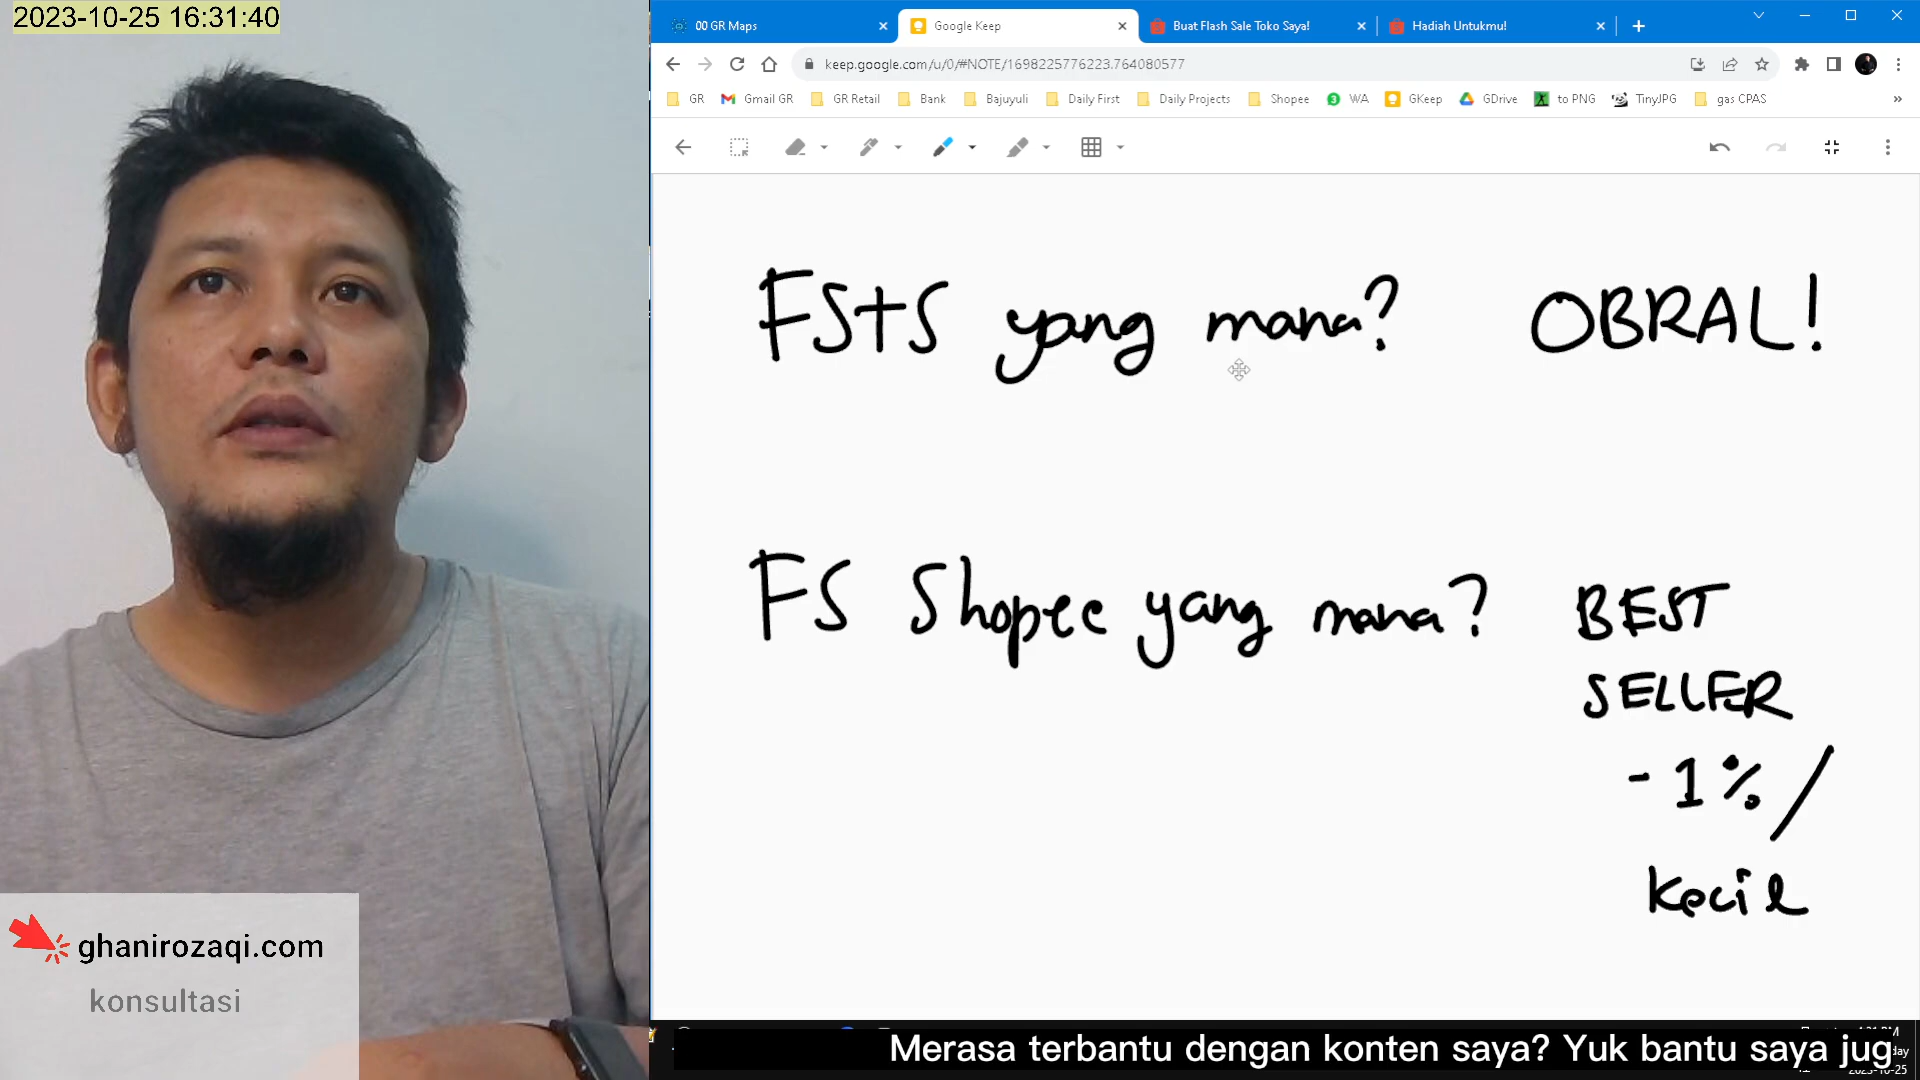 2023-10-25 16:31:40
00 GR Maps
Google Keep
Buat Flash Sale Toko Saya!
Hadiah Untukmu!
keep.google.com/u/0/#NOTE/1698225776223.764080577
GR
Gmail GR
GR Retail
Bank
Bajuyuli
Daily First
Daily Projects
Shopee
WA
GKeep
GDrive
to PNG
TinyJPG
gas CPAS
»
FSTS yang mana? OBRAL!
FS Shopee yang mana? BEST
SELLER
- 1% /
kecil
ghanirozaqi.com
konsultasi
Merasa terbantu dengan konten saya? Yuk bantu saya jug
2023-10-25